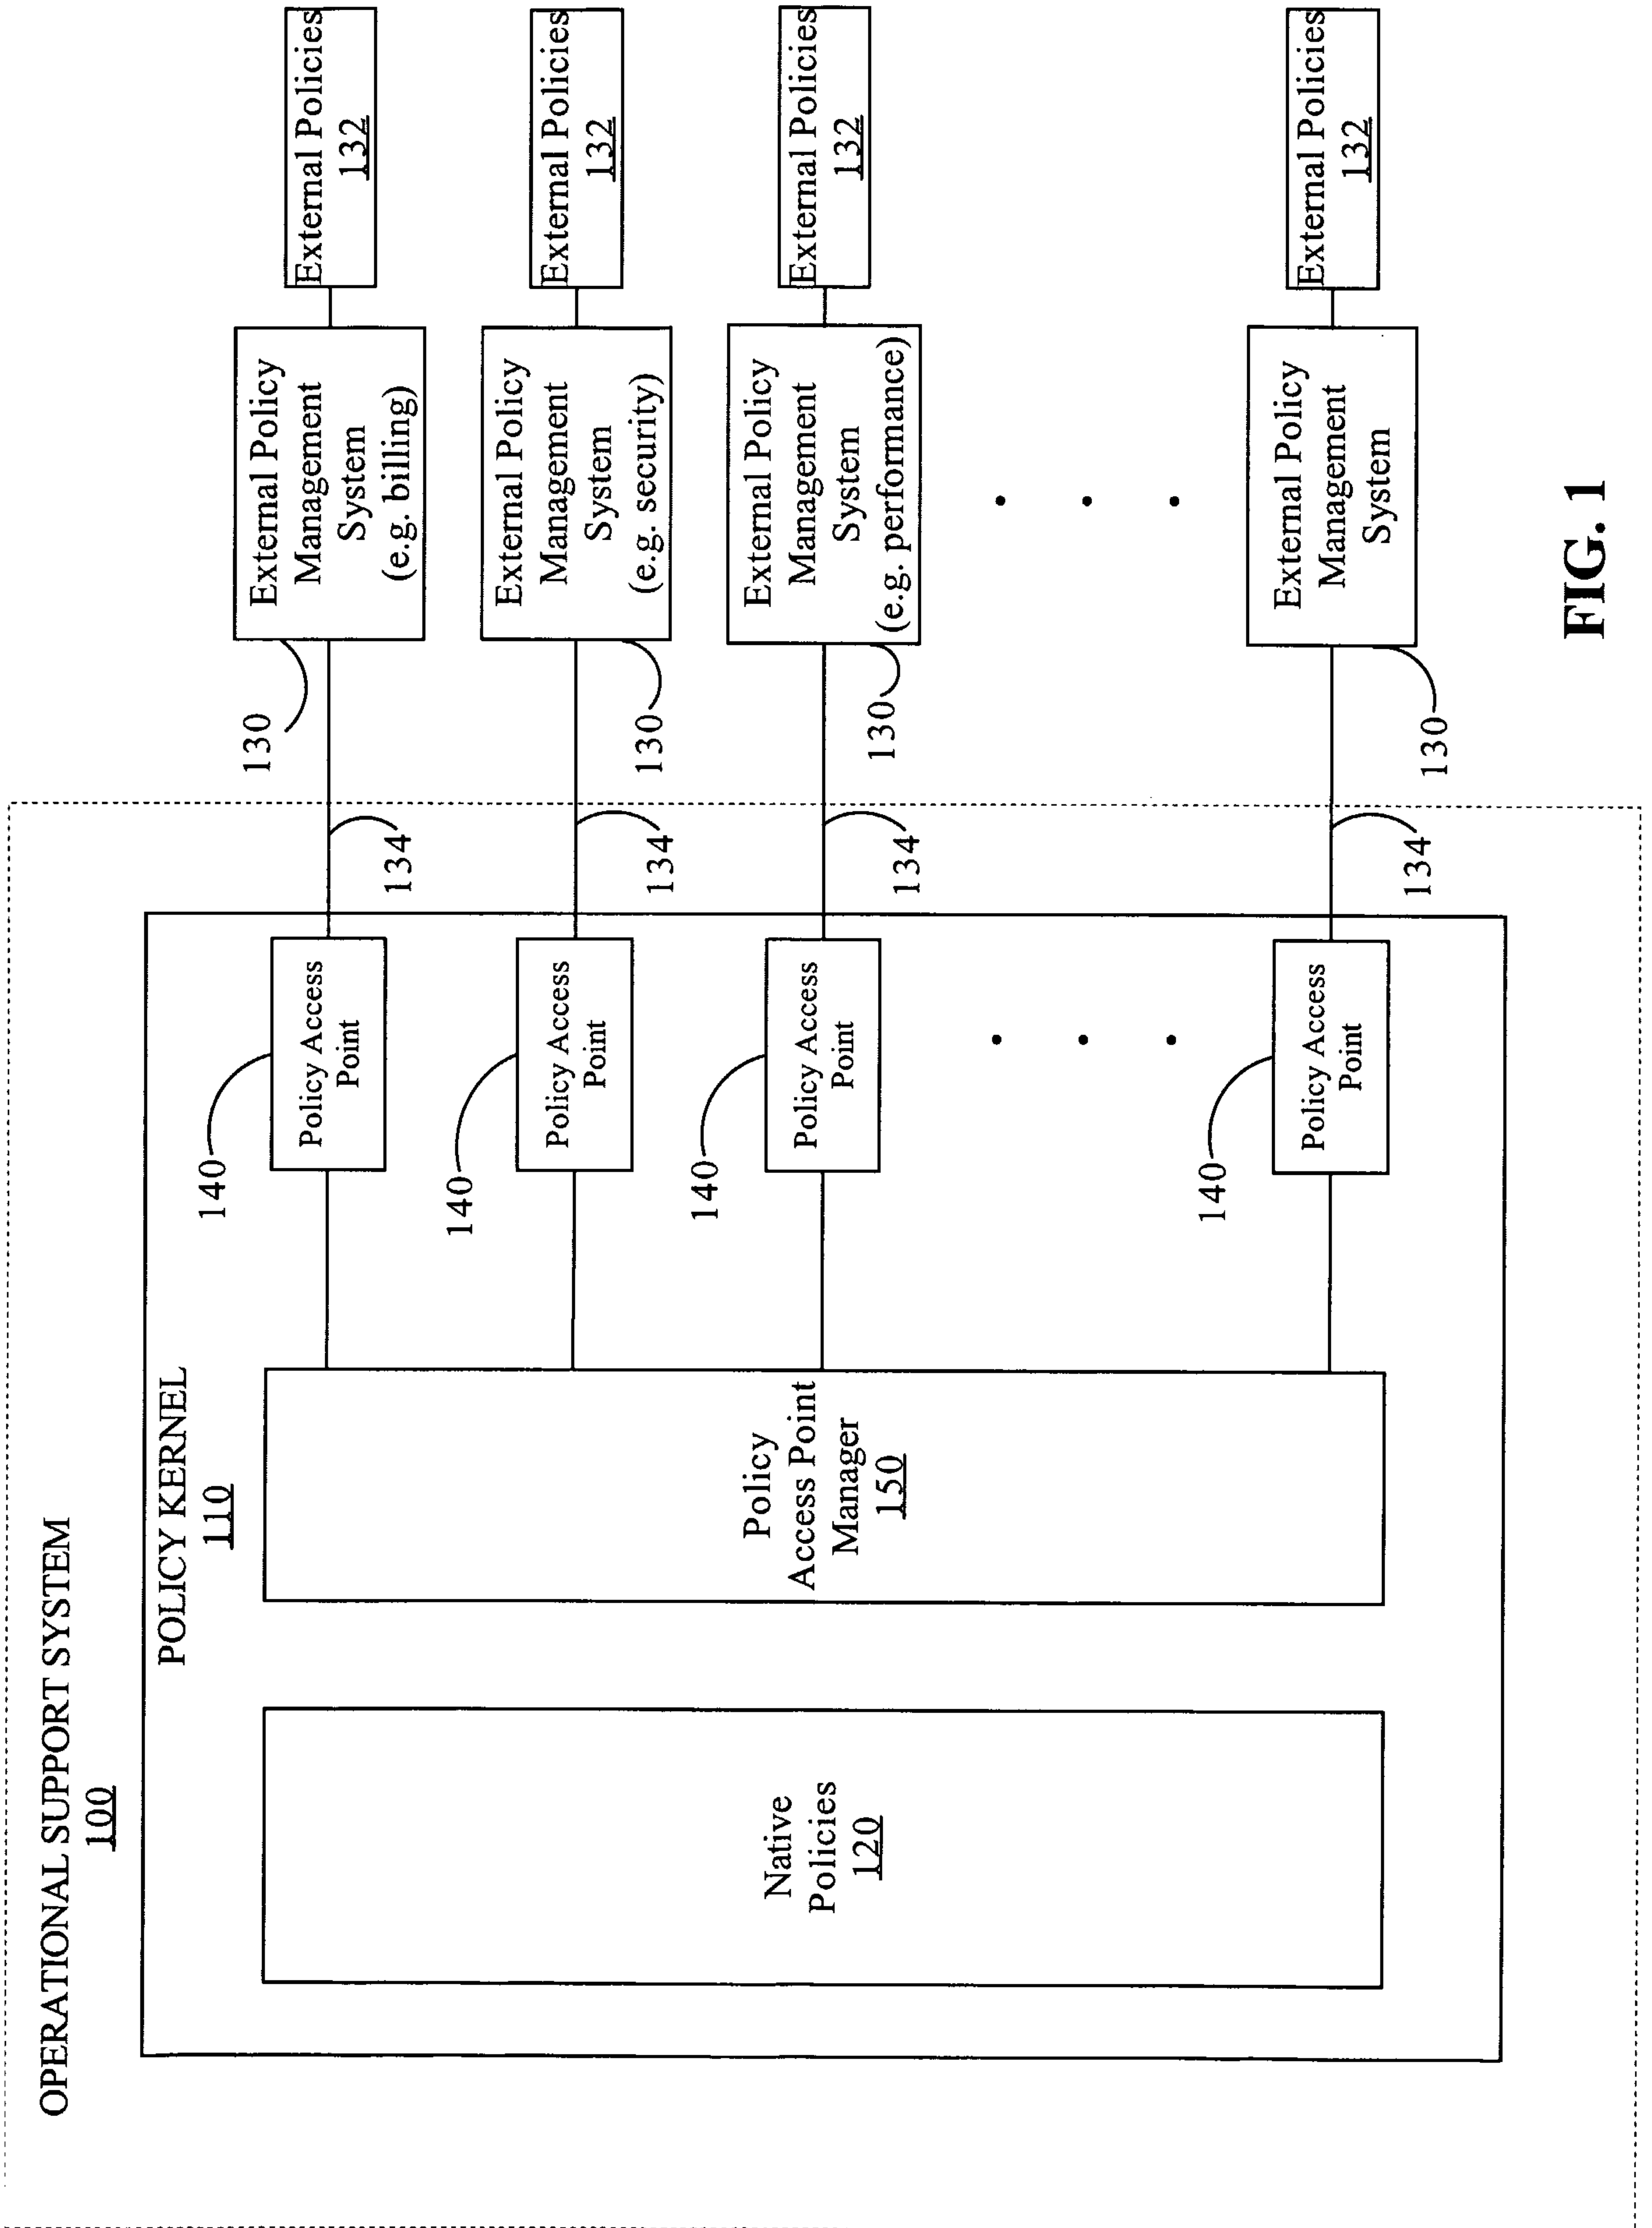 OPERATIONAL SUPPORT SYSTEM
100
POLICY KERNEL
110
Native
Policies
120
Policy
Access Point
Manager
150
140
Policy Access
Point
134
130
External Policy
Management
System
(e.g. billing)
External Policies
132
140
Policy Access
Point
134
130
External Policy
Management
System
(e.g. security)
External Policies
132
140
Policy Access
Point
134
130
External Policy
Management
System
(e.g. performance)
External Policies
132
140
Policy Access
Point
134
130
External Policy
Management
System
External Policies
132
FIG. 1